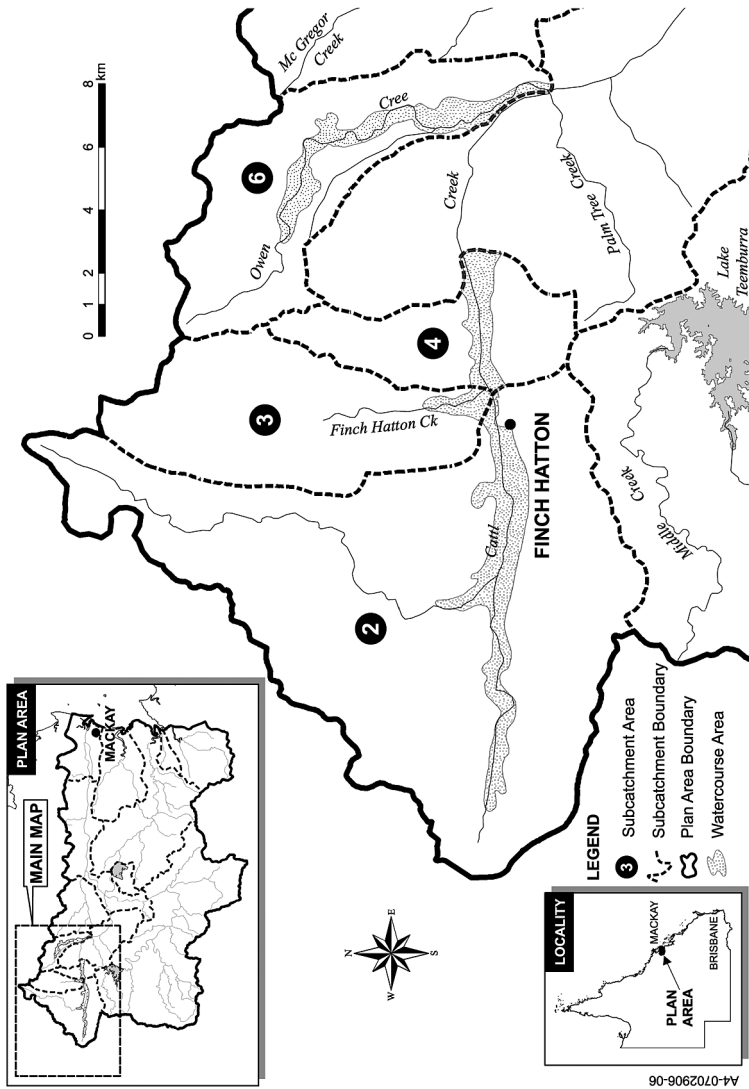 Mc Gregor
Creek
km
0
1
2
4
6
8
6
Owen
Cree
3
4
Creek
Palm Tree Creek
Lake
Teemburra
Finch Hatton Ck
FINCH HATTON
Cattl
2
Middle
Creek
PLAN AREA
MAIN MAP
MACKAY
N
E
S
W
LEGEND
3 Subcatchment Area
Subcatchment Boundary
Plan Area Boundary
Watercourse Area
LOCALITY
MACKAY
PLAN
AREA
BRISBANE
A4-0702906-06